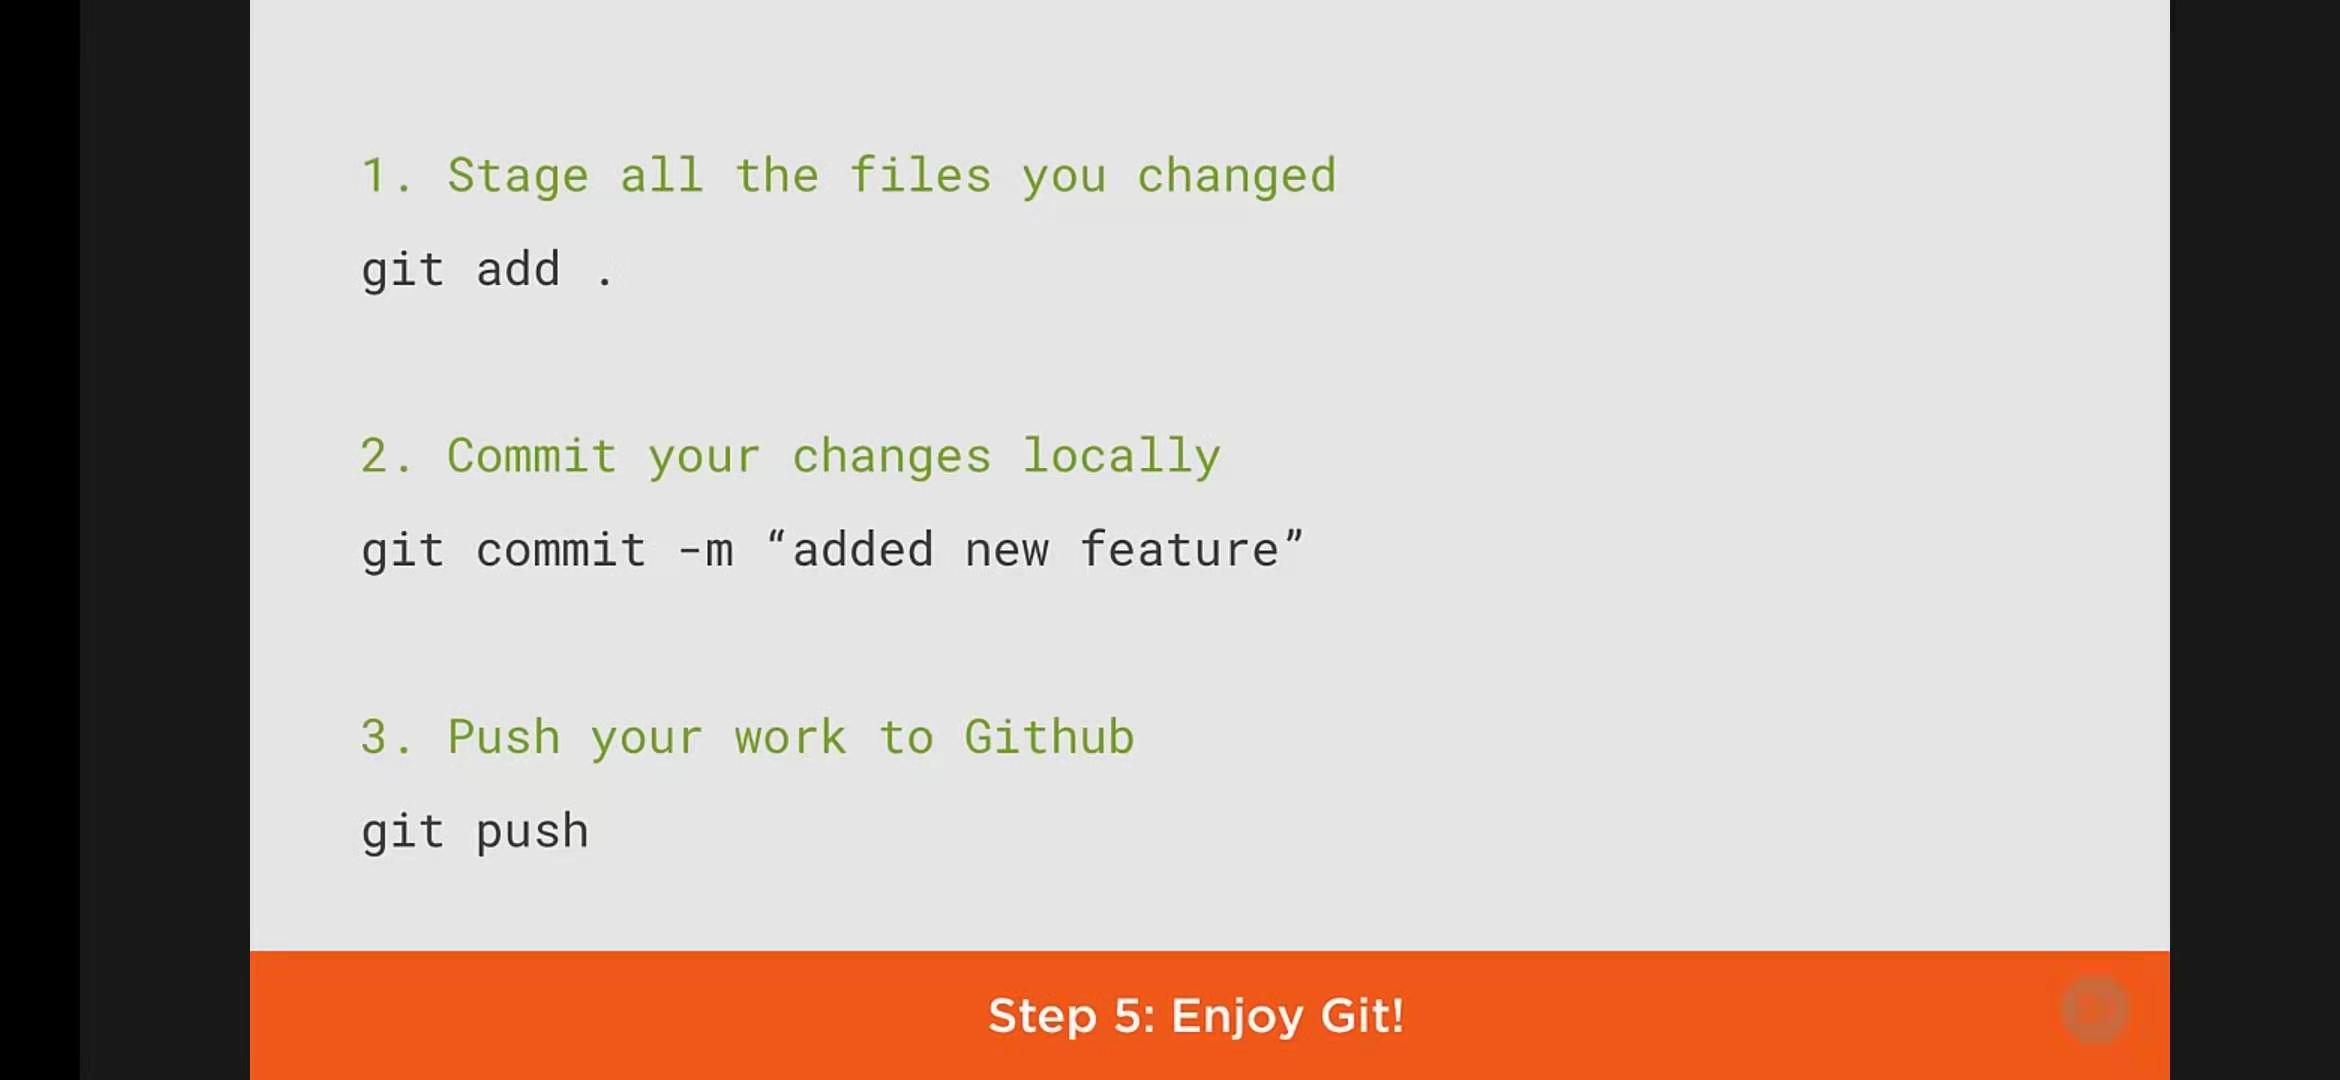 1. Stage all the files you changed
git add .
2. Commit your changes locally
git commit -m “added new feature”
3. Push your work to Github
git push
Step 5: Enjoy Git!